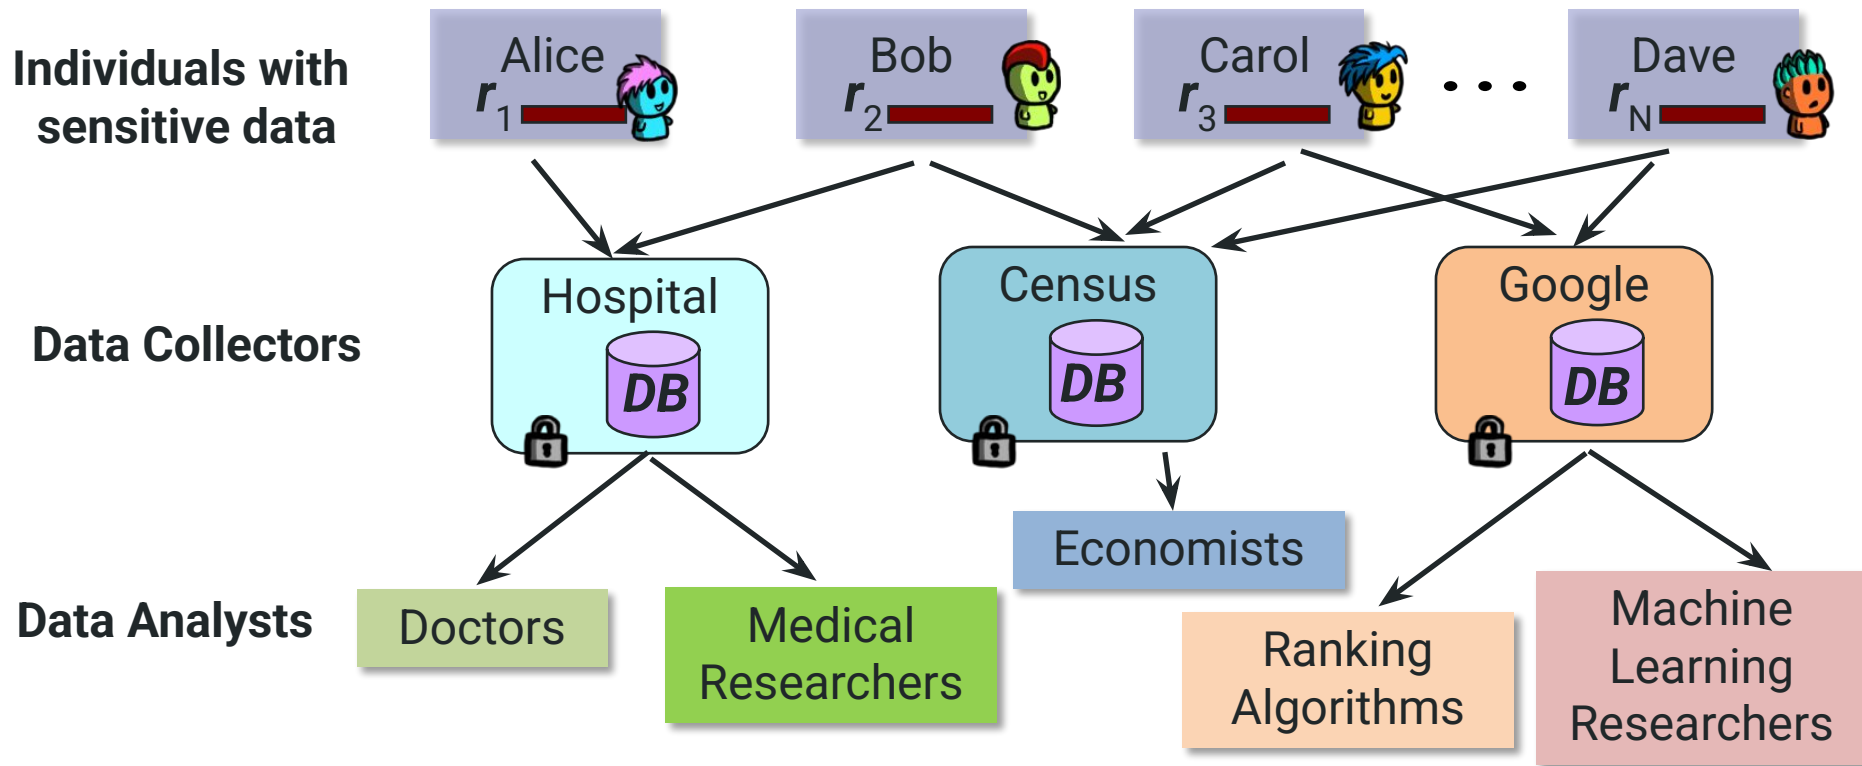 Individuals with
sensitive data
Alice
r1
Bob
r2
Carol
r3
...
Dave
rN
Data Collectors
Hospital
DB
Census
DB
Google
DB
Data Analysts
Doctors
Medical
Researchers
Economists
Ranking
Algorithms
Machine
Learning
Researchers